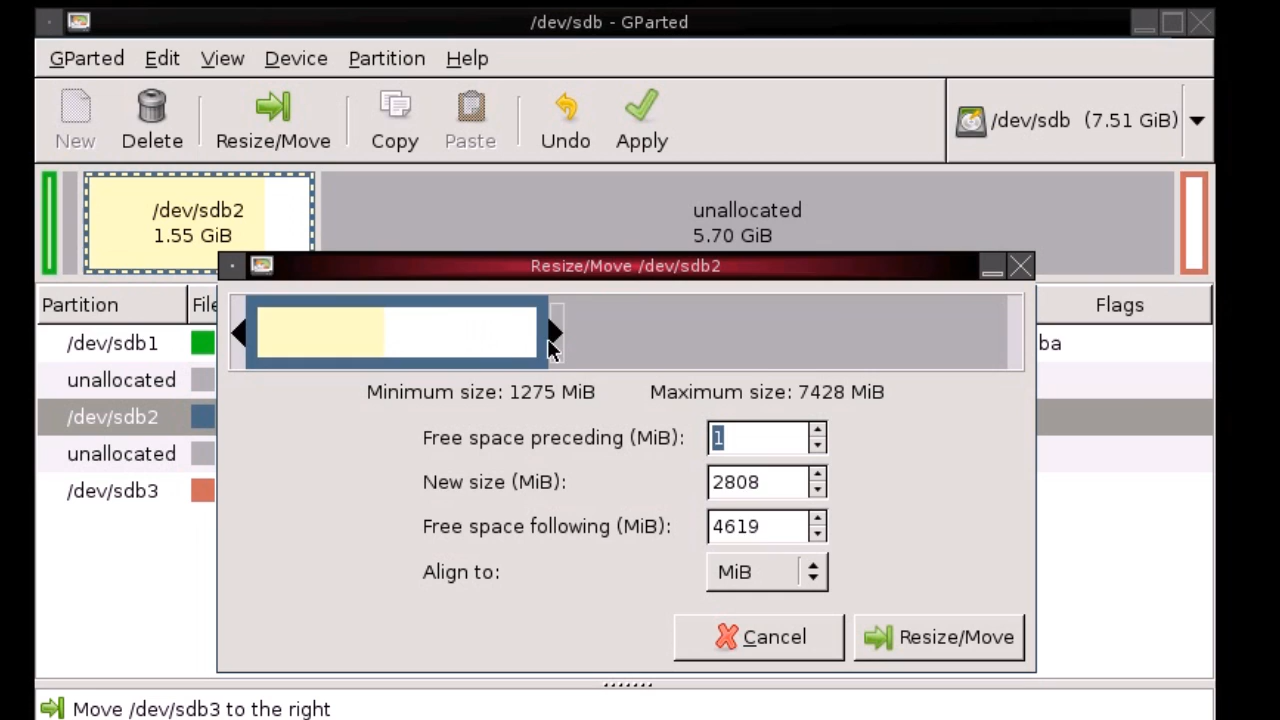 /dev/sdb - GParted
GParted Edit View Device Partition Help
New Delete Resize/Move Copy Paste Undo Apply /dev/sdb (7.51 GiB)
/dev/sdb2 unallocated
1.55 GiB 5.70 GiB
Resize/Move /dev/sdb2
Partition File Flags
/dev/sdb1 ba
unallocated
/dev/sdb2
unallocated
/dev/sdb3
Minimum size: 1275 MiB Maximum size: 7428 MiB
Free space preceding (MiB): 1
New size (MiB): 2808
Free space following (MiB): 4619
Align to: MiB
Cancel Resize/Move
Move /dev/sdb3 to the right